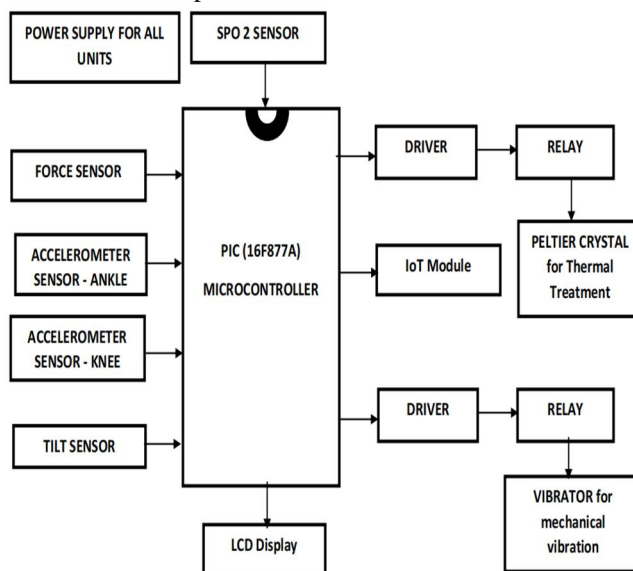 POWER SUPPLY FOR ALL
UNITS
SPO 2 SENSOR
FORCE SENSOR
ACCELEROMETER
SENSOR - ANKLE
ACCELEROMETER
SENSOR - KNEE
TILT SENSOR
PIC (16F877A)
MICROCONTROLLER
DRIVER
RELAY
PELTIER CRYSTAL
for Thermal
Treatment
IoT Module
DRIVER
RELAY
VIBRATOR for
mechanical
vibration
LCD Display